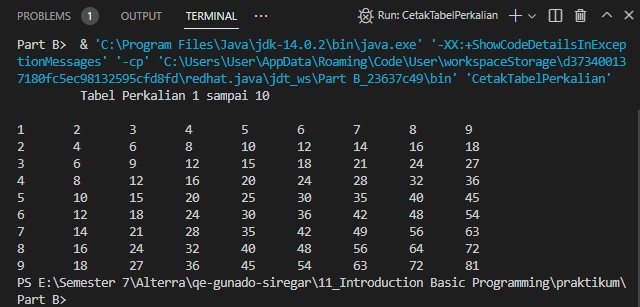 PROBLEMS 1 OUTPUT TERMINAL ... Run: CetakTabelPerkalian
Part B> & 'C:\Program Files\Java\jdk-14.0.2\bin\java.exe' '-XX:+ShowCodeDetailsInExcep
tionMessages' '-cp' 'C:\Users\User\AppData\Roaming\Code\User\workspaceStorage\d37340013
7180fc5ec98132595cfd8fd\redhat.java\jdt_ws\Part B_23637c49\bin' 'CetakTabelPerkalian'
Tabel Perkalian 1 sampai 10
1 2 3 4 5 6 7 8 9
2 4 6 8 10 12 14 16 18
3 6 9 12 15 18 21 24 27
4 8 12 16 20 24 28 32 36
5 10 15 20 25 30 35 40 45
6 12 18 24 30 36 42 48 54
7 14 21 28 35 42 49 56 63
8 16 24 32 40 48 56 64 72
9 18 27 36 45 54 63 72 81
PS E:\Semester 7\Alterra\qe-gunado-siregar\11_Introduction Basic Programming\praktikum\
Part B>